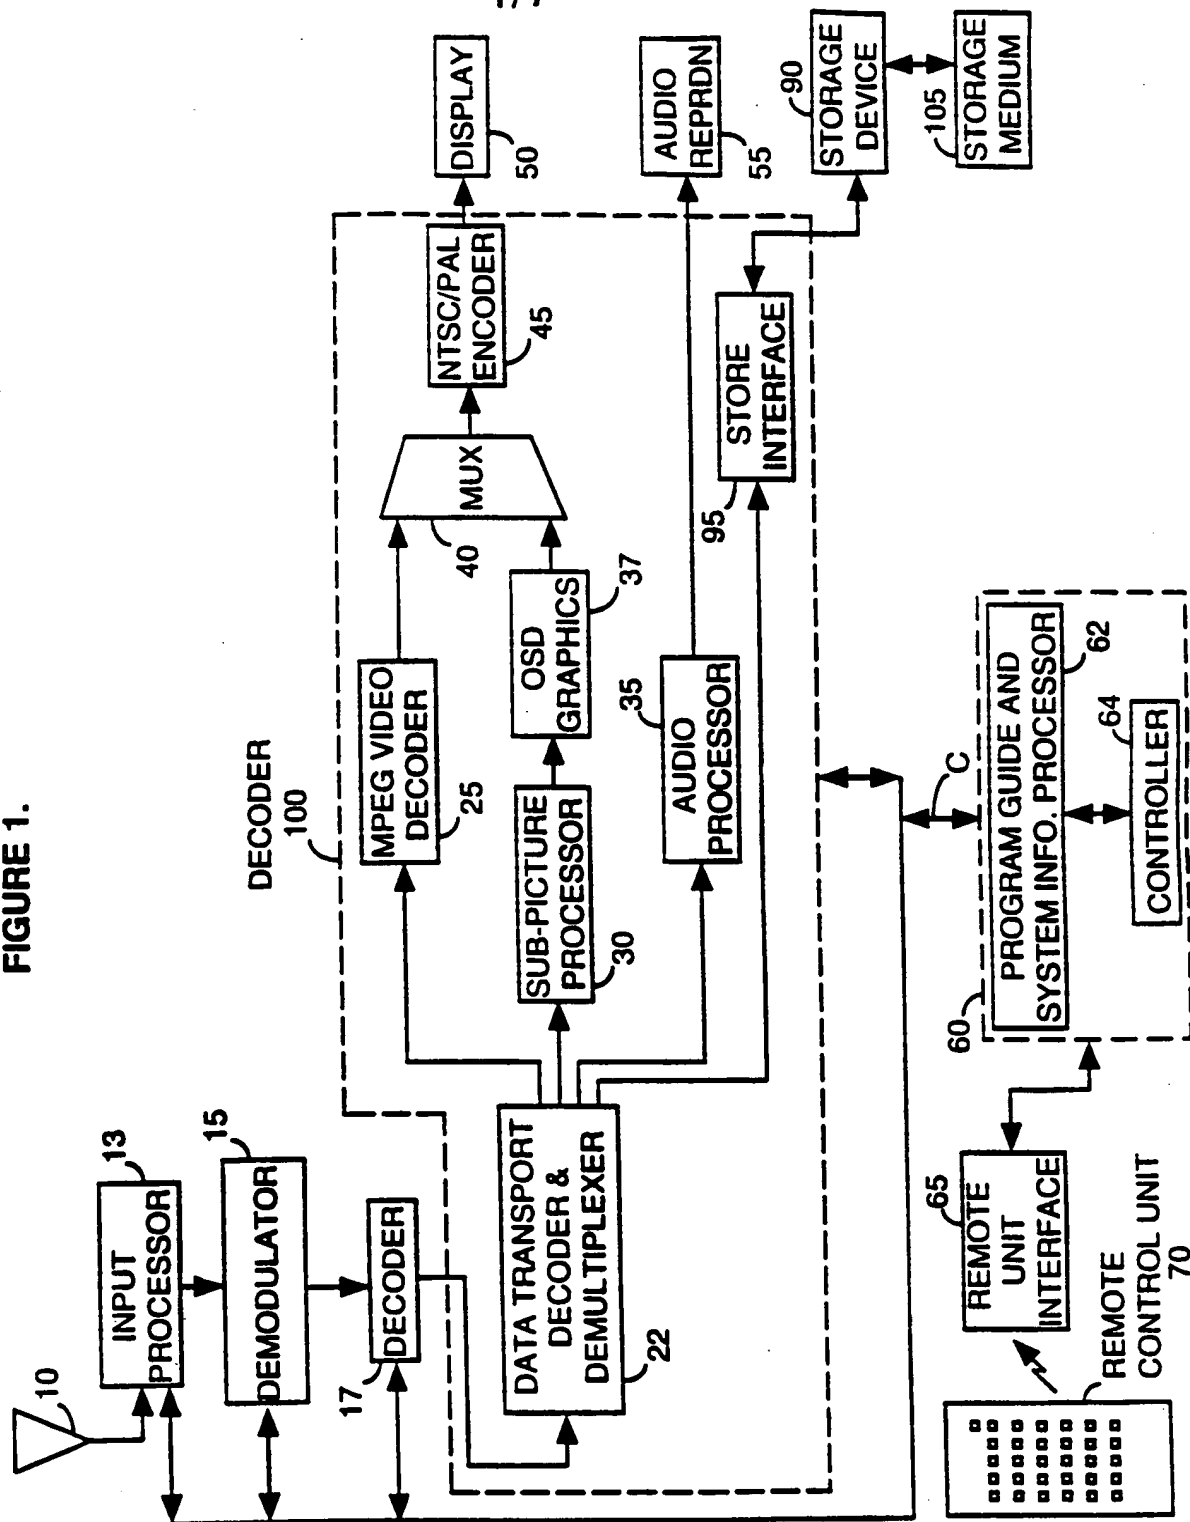 FIGURE 1.
10
INPUT
PROCESSOR
13
DEMODULATOR
15
DECODER
17
DECODER
100
DATA TRANSPORT
DECODER &
DEMULTIPLEXER
22
MPEG VIDEO
DECODER
25
SUB-PICTURE
PROCESSOR
30
OSD
GRAPHICS
37
MUX
40
NTSC/PAL
ENCODER
45
DISPLAY
50
AUDIO
PROCESSOR
35
AUDIO
REPRDN
55
STORE
INTERFACE
95
STORAGE
DEVICE
90
STORAGE
MEDIUM
105
C
60
PROGRAM GUIDE AND
SYSTEM INFO. PROCESSOR
62
CONTROLLER
64
REMOTE
UNIT
INTERFACE
65
REMOTE
CONTROL UNIT
70